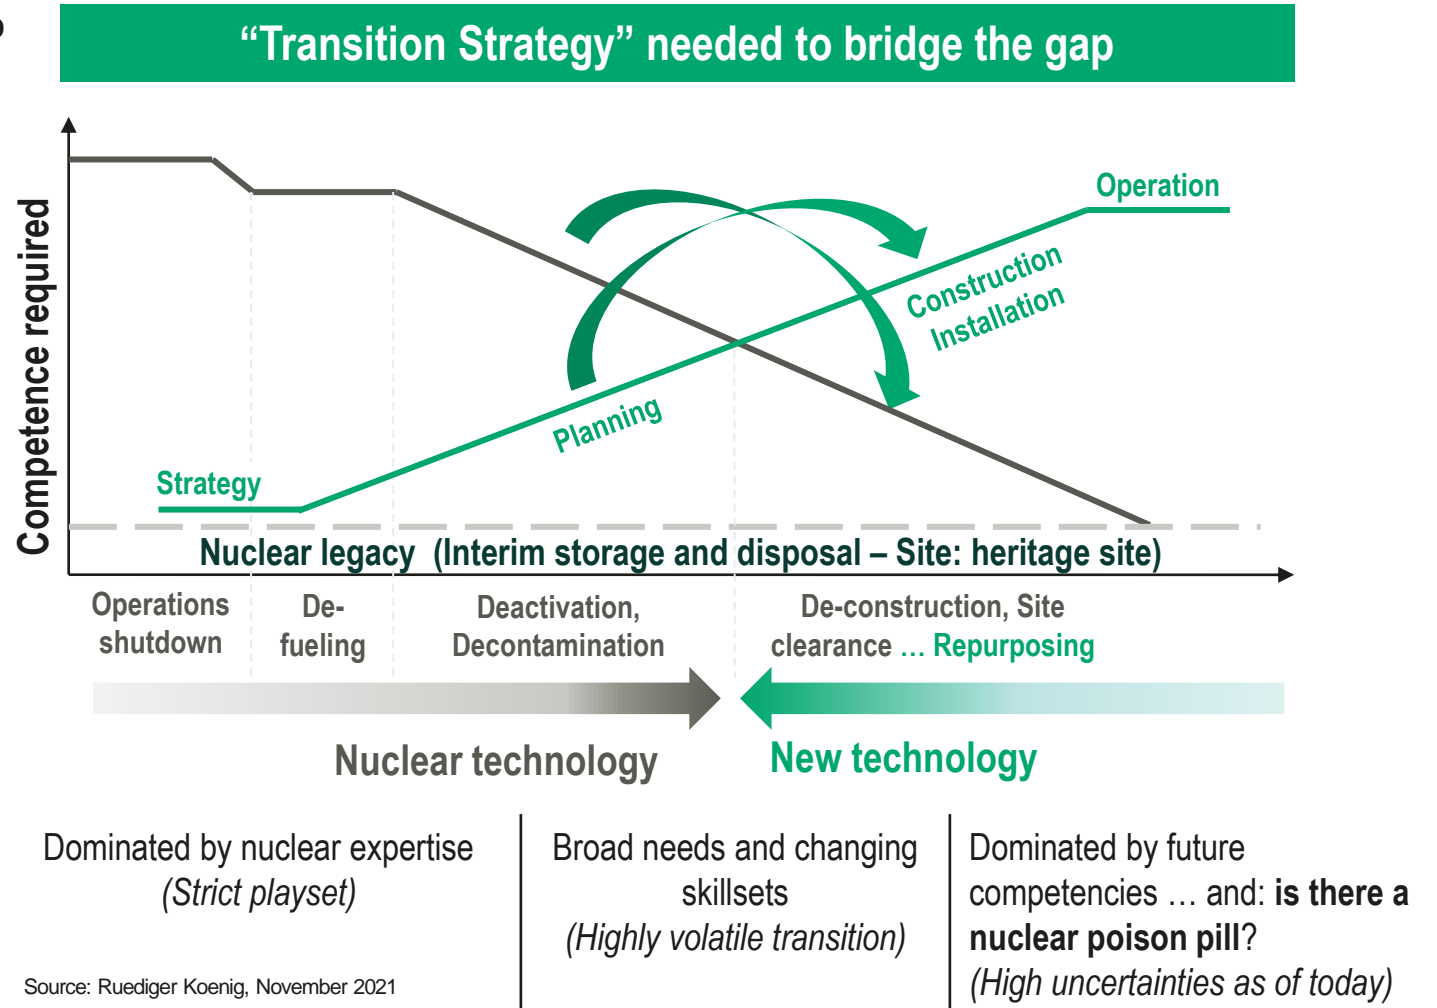 “Transition Strategy” needed to bridge the gap
Competence required
Operation
Construction
Installation
Planning
Strategy
Nuclear legacy (Interim storage and disposal – Site: heritage site)
Operations
shutdown
De-
fueling
Deactivation,
Decontamination
De-construction, Site
clearance … Repurposing
Nuclear technology
New technology
Dominated by nuclear expertise
(Strict playset)
Broad needs and changing
skillsets
(Highly volatile transition)
Dominated by future
competencies … and: is there a
nuclear poison pill?
(High uncertainties as of today)
Source: Ruediger Koenig, November 2021